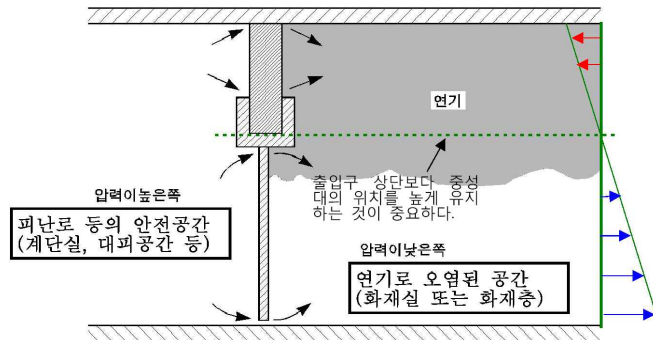 연기
출입구 상단보다 중성
대의 위치를 높게 유지
하는 것이 중요하다.
압력이높은쪽
피난로 등의 안전공간
(계단실, 대피공간 등)
압력이낮은쪽
연기로 오염된 공간
(화재실 또는 화재층)